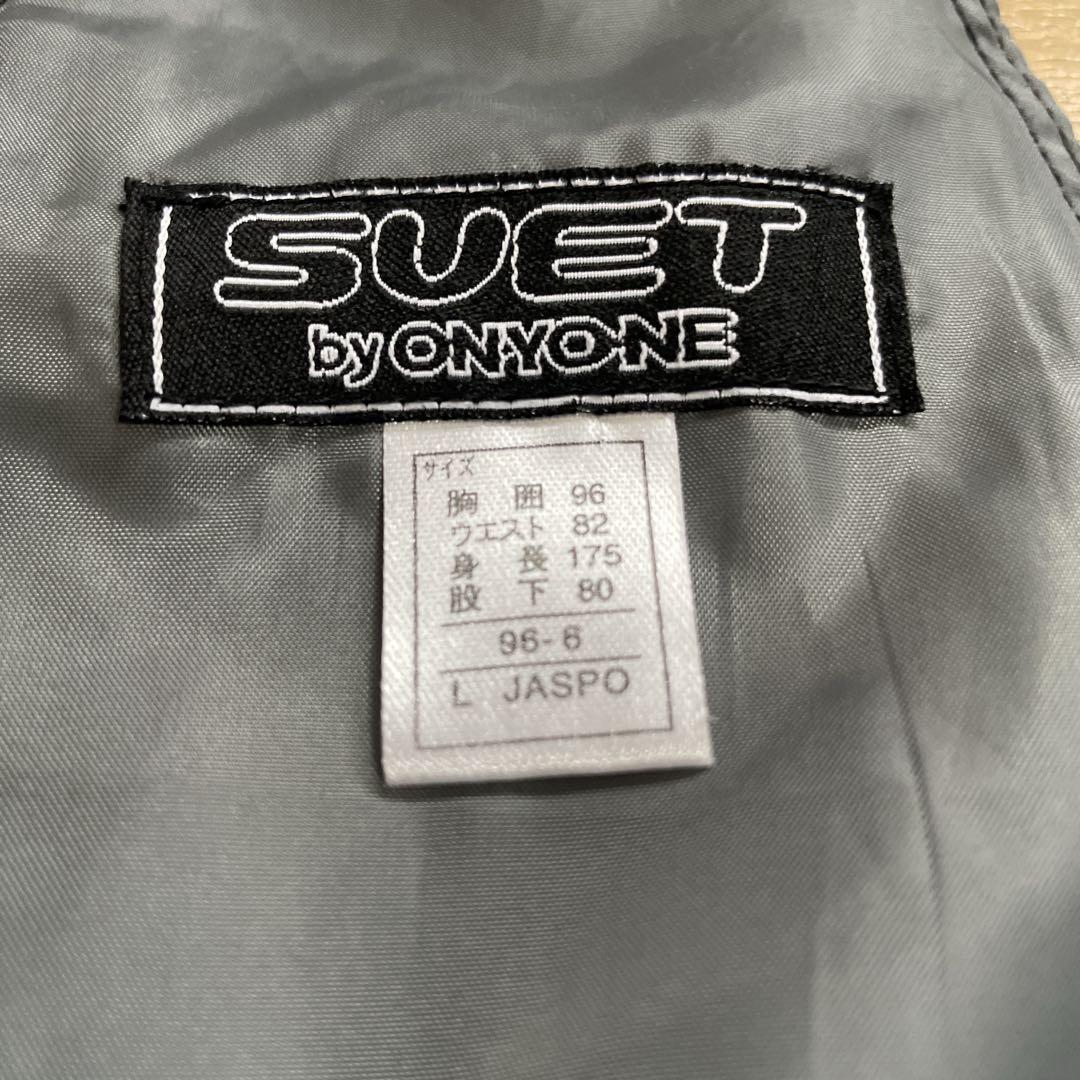 SUET
by ONYONE
サイズ
胸 囲 96
ウエスト 82
身 長 175
股 下 80
96-6
L JASPO